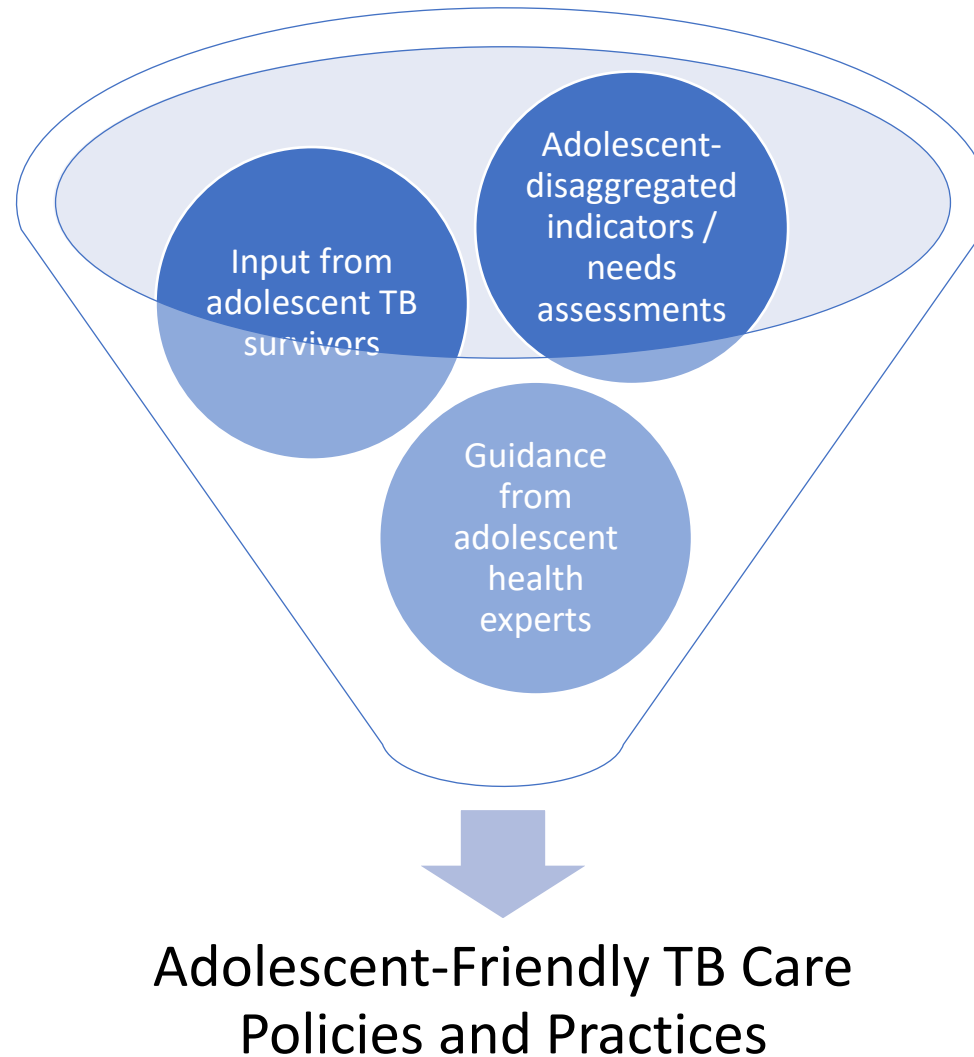 Adolescent-
disaggregated
indicators /
needs
assessments
Input from
adolescent TB
survivors
Guidance
from
adolescent
health
experts
Adolescent-Friendly TB Care
Policies and Practices